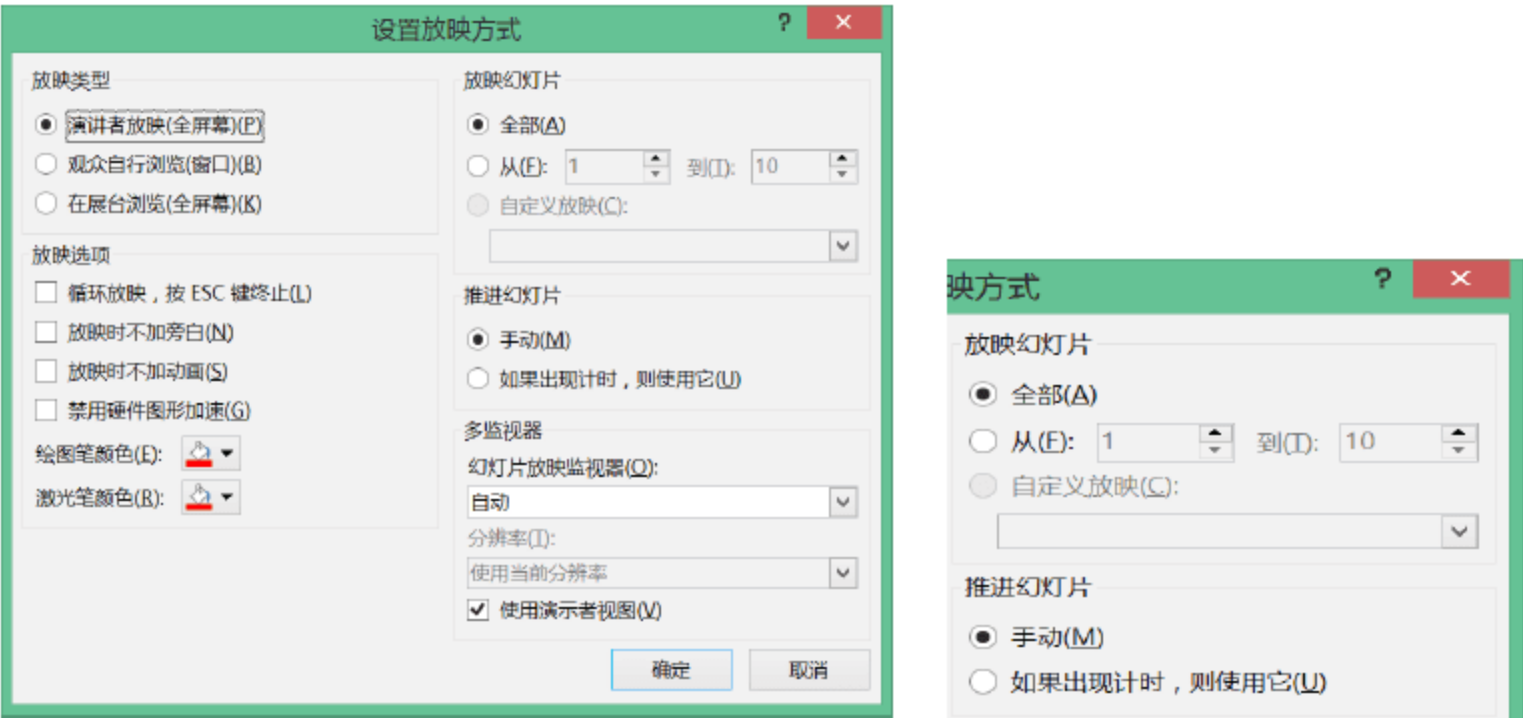 设置放映方式 ? ×
放映类型
演讲者放映(全屏幕)(P)
观众自行浏览(窗口)(B)
在展台浏览(全屏幕)(K)
放映选项
循环放映，按 ESC 键终止(L)
放映时不加旁白(N)
放映时不加动画(S)
禁用硬件图形加速(G)
绘图笔颜色(E):
激光笔颜色(R):
放映幻灯片
全部(A)
从(F): 1 到(T): 10
自定义放映(C):
推进幻灯片
手动(M)
如果出现计时，则使用它(U)
多监视器
幻灯片放映监视器(O):
自动
分辨率(T):
使用当前分辨率
使用演示者视图(V)
确定 取消
映方式 ? ×
放映幻灯片
全部(A)
从(F): 1 到(T): 10
自定义放映(C):
推进幻灯片
手动(M)
如果出现计时，则使用它(U)